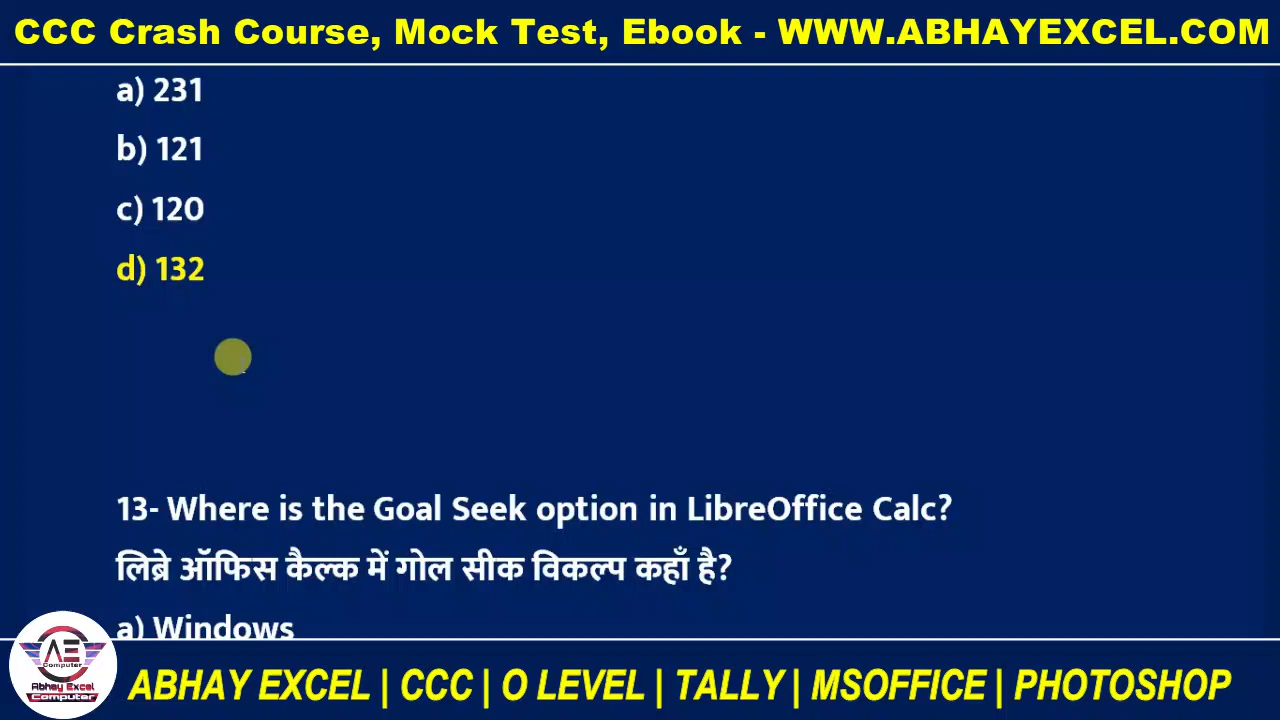 CCC Crash Course, Mock Test, Ebook - WWW.ABHAYEXCEL.COM
a) 231
b) 121
c) 120
d) 132
13- Where is the Goal Seek option in LibreOffice Calc?
लिब्रे ऑफिस कैल्क में गोल सीक विकल्प कहाँ है?
a) Windows
AE
Computer
Abhay Excel
Computer
ABHAY EXCEL | CCC | O LEVEL | TALLY | MSOFFICE | PHOTOSHOP